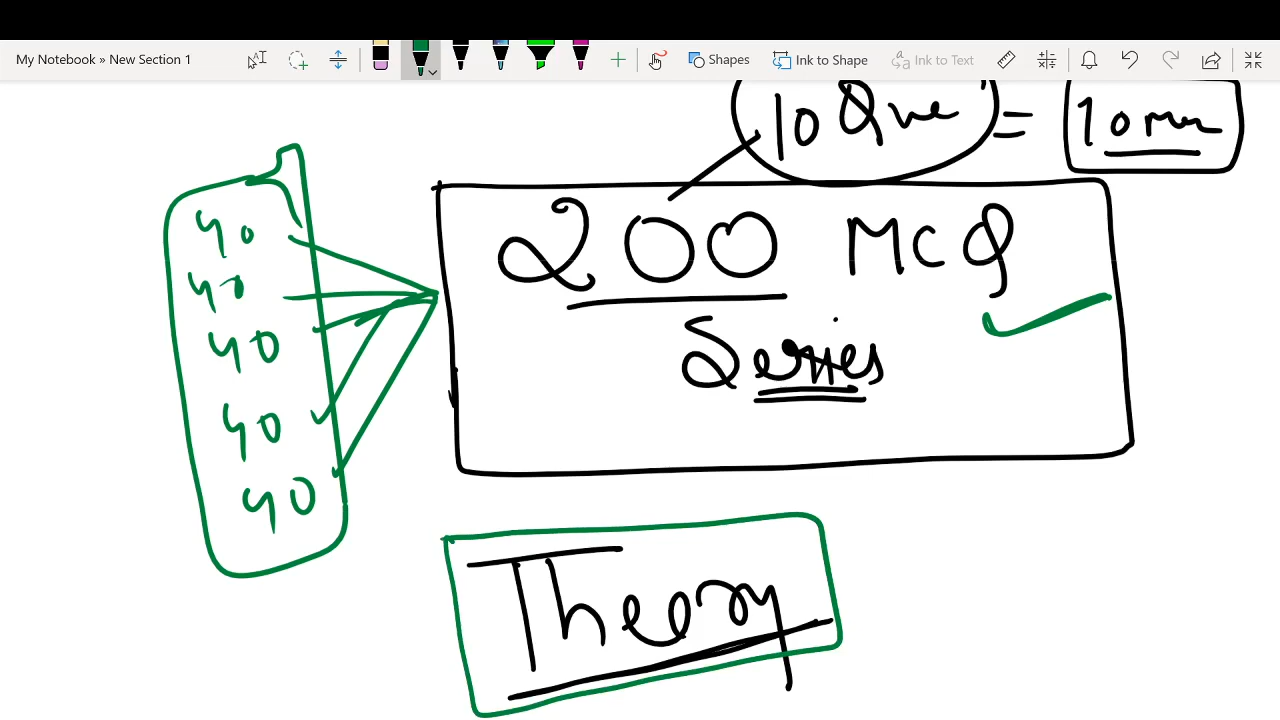 My Notebook » New Section 1
Shapes
Ink to Shape
Ink to Text
10 Que = 10 min
200 MCQ
Series
40
40
40
40
40
Theory